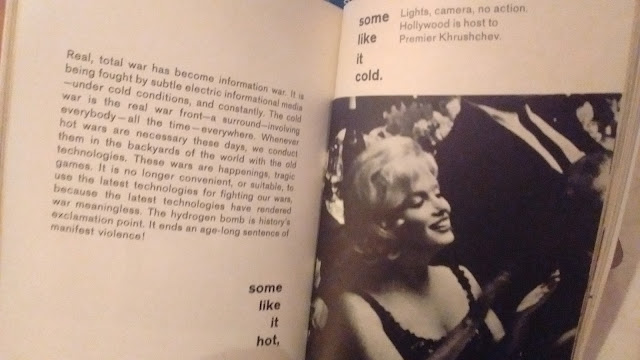 Real, total war has become information war. It is
being fought by subtle electric informational media
—under cold conditions, and constantly. The cold
war is the real war front—a surround—involving
everybody—all the time—everywhere. Whenever
hot wars are necessary these days, we conduct
them in the backyards of the world with the old
technologies. These wars are happenings, tragic
games. It is no longer convenient, or suitable, to
use the latest technologies for fighting our wars,
because the latest technologies have rendered
war meaningless. The hydrogen bomb is history's
exclamation point. It ends an age-long sentence of
manifest violence!
some
like
it
hot,
some
like
it
cold.
Lights, camera, no action.
Hollywood is host to
Premier Khrushchev.